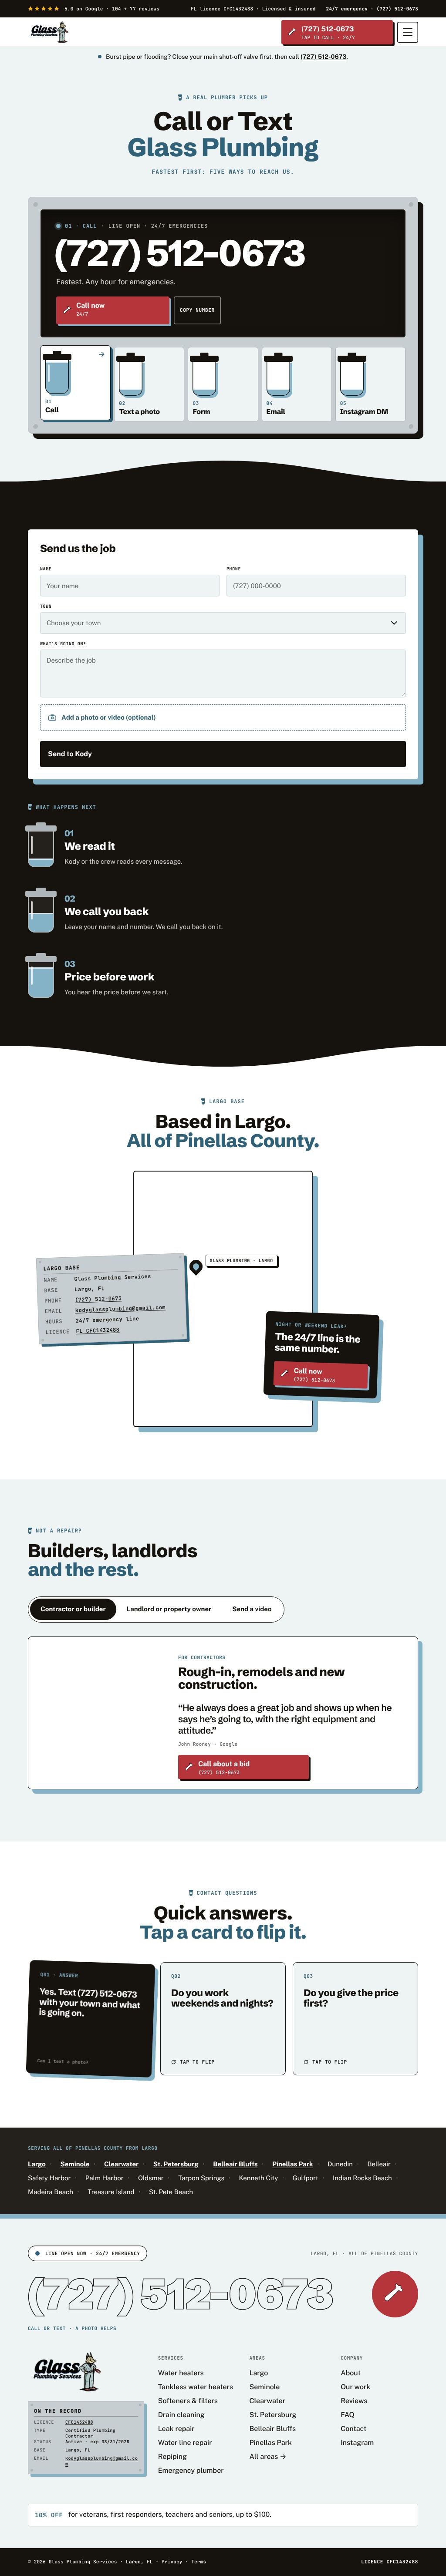 ★★★★★ 5.0 on Google · 104 + 77 reviews
FL licence CFC1432488 · Licensed & insured
24/7 emergency · (727) 512-0673
Glass
Plumbing Services
(727) 512-0673
TAP TO CALL · 24/7
Burst pipe or flooding? Close your main shut-off valve first, then call (727) 512-0673.
A REAL PLUMBER PICKS UP
Call or Text
Glass Plumbing
FASTEST FIRST: FIVE WAYS TO REACH US.
01 · CALL · LINE OPEN · 24/7 EMERGENCIES
(727) 512-0673
Fastest. Any hour for emergencies.
Call now
24/7
COPY NUMBER
01
Call
02
Text a photo
03
Form
04
Email
05
Instagram DM
Send us the job
NAME
PHONE
Your name
(727) 000-0000
TOWN
Choose your town
WHAT'S GOING ON?
Describe the job
Add a photo or video (optional)
Send to Kody
WHAT HAPPENS NEXT
01
We read it
Kody or the crew reads every message.
02
We call you back
Leave your name and number. We call you back on it.
03
Price before work
You hear the price before we start.
LARGO BASE
Based in Largo.
All of Pinellas County.
GLASS PLUMBING · LARGO
LARGO BASE
NAME Glass Plumbing Services
BASE Largo, FL
PHONE (727) 512-0673
EMAIL kodyglassplumbing@gmail.com
HOURS 24/7 emergency line
LICENCE FL CFC1432488
NIGHT OR WEEKEND LEAK?
The 24/7 line is the
same number.
Call now
(727) 512-0673
NOT A REPAIR?
Builders, landlords
and the rest.
Contractor or builder
Landlord or property owner
Send a video
FOR CONTRACTORS
Rough-in, remodels and new
construction.
“He always does a great job and shows up when he
says he's going to, with the right equipment and
attitude.”
John Rooney · Google
Call about a bid
(727) 512-0673
CONTACT QUESTIONS
Quick answers.
Tap a card to flip it.
Q01 · ANSWER
Yes. Text (727) 512-0673
with your town and what
is going on.
Can I text a photo?
Q02
Do you work
weekends and nights?
TAP TO FLIP
Q03
Do you give the price
first?
TAP TO FLIP
SERVING ALL OF PINELLAS COUNTY FROM LARGO
Largo · Seminole · Clearwater · St. Petersburg · Belleair Bluffs · Pinellas Park · Dunedin · Belleair ·
Safety Harbor · Palm Harbor · Oldsmar · Tarpon Springs · Kenneth City · Gulfport · Indian Rocks Beach ·
Madeira Beach · Treasure Island · St. Pete Beach
LINE OPEN NOW · 24/7 EMERGENCY
LARGO, FL · ALL OF PINELLAS COUNTY
(727) 512-0673
CALL OR TEXT · A PHOTO HELPS
Glass
Plumbing Services
ON THE RECORD
LICENCE CFC1432488
TYPE Certified Plumbing
Contractor
STATUS Active · exp 08/31/2028
BASE Largo, FL
EMAIL kodyglassplumbing@gmail.co
m
SERVICES
Water heaters
Tankless water heaters
Softeners & filters
Drain cleaning
Leak repair
Water line repair
Repiping
Emergency plumber
AREAS
Largo
Seminole
Clearwater
St. Petersburg
Belleair Bluffs
Pinellas Park
All areas →
COMPANY
About
Our work
Reviews
FAQ
Contact
Instagram
10% OFF for veterans, first responders, teachers and seniors, up to $100.
© 2026 Glass Plumbing Services · Largo, FL · Privacy · Terms
LICENCE CFC1432488